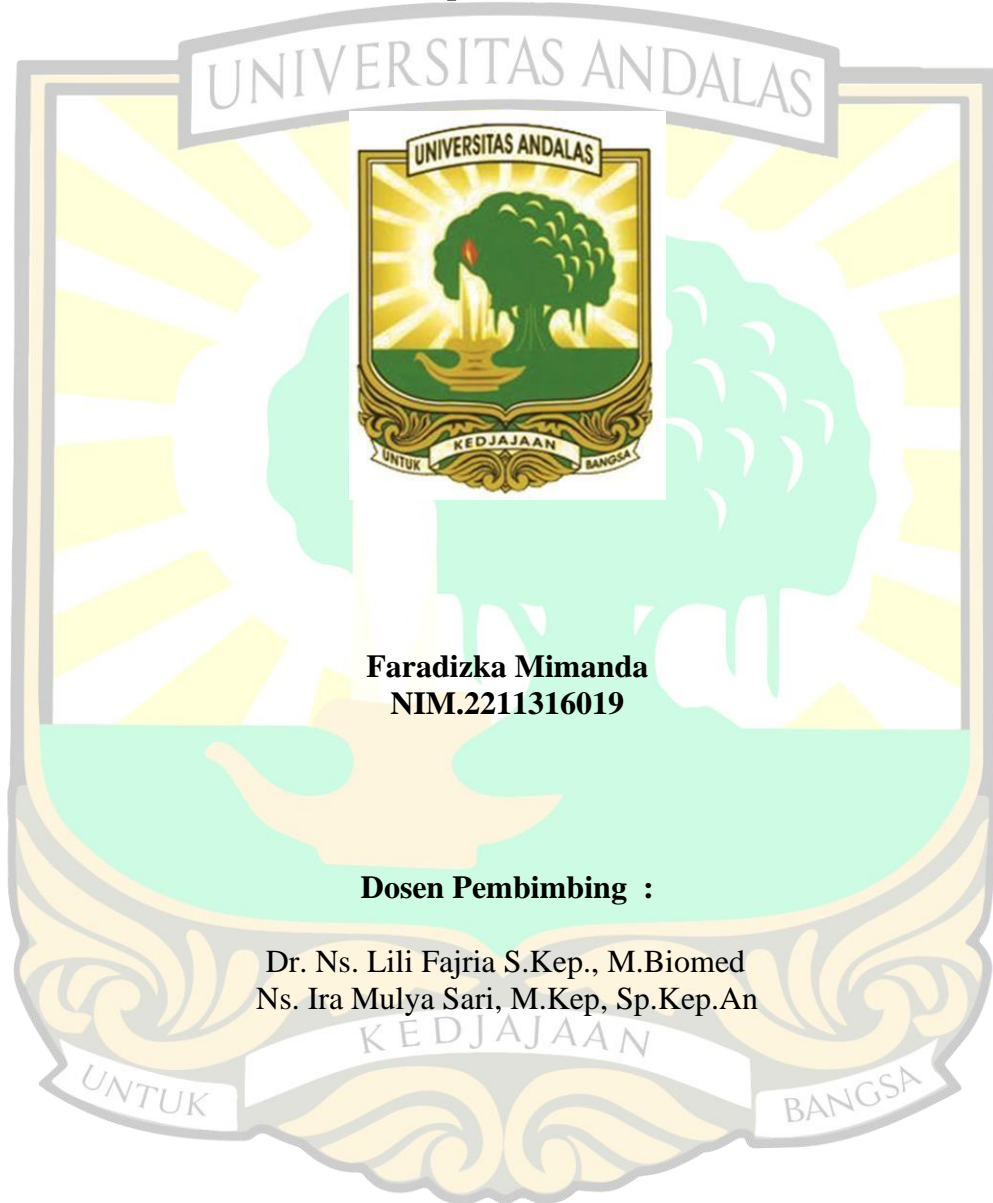 UNIVERSITAS ANDALAS
UNIVERSITAS ANDALAS
UNTUK KEDJAJAAN BANGSA
Faradizka Mimanda
NIM.2211316019
Dosen Pembimbing :
Dr. Ns. Lili Fajria S.Kep., M.Biomed
Ns. Ira Mulya Sari, M.Kep, Sp.Kep.An
UNTUK KEDJAJAAN BANGSA